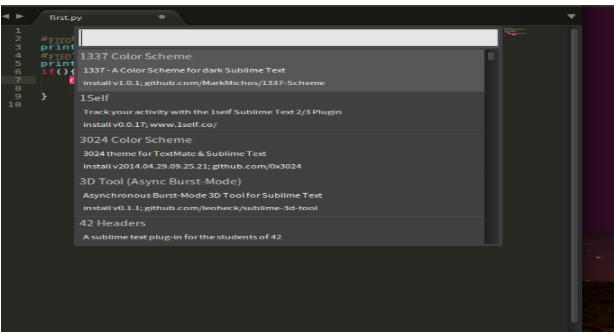 first.py
1
2
3 print
4
5 print
6 if(){
7
8
9 }
10
1337 Color Scheme
1337 - A Color Scheme for dark Sublime Text
install v1.0.1; github.com/MarkMichos/1337-Scheme
1Self
Track your activity with the 1self Sublime Text 2/3 Plugin
install v0.0.17; www.1self.co/
3024 Color Scheme
3024 theme for TextMate & Sublime Text
install v2014.04.29.09.25.21; github.com/0x3024
3D Tool (Async Burst-Mode)
Asynchronous Burst-Mode 3D Tool for Sublime Text
install v0.1.1; github.com/leoheck/sublime-3d-tool
42 Headers
A sublime text plug-in for the students of 42